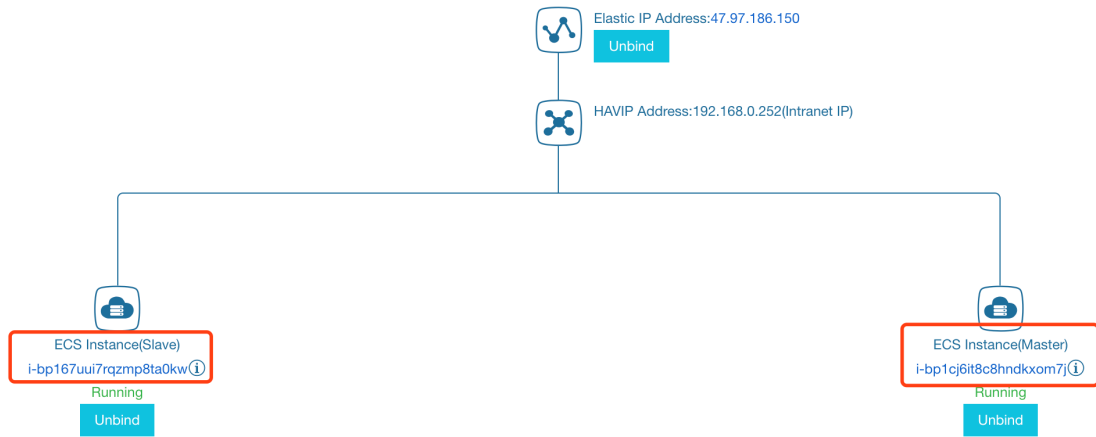 Elastic IP Address:47.97.186.150
Unbind
HAVIP Address:192.168.0.252(Intranet IP)
ECS Instance(Slave)
i-bp167uui7rqzmp8ta0kw
Running
Unbind
ECS Instance(Master)
i-bp1cj6it8c8hndkxom7j
Running
Unbind